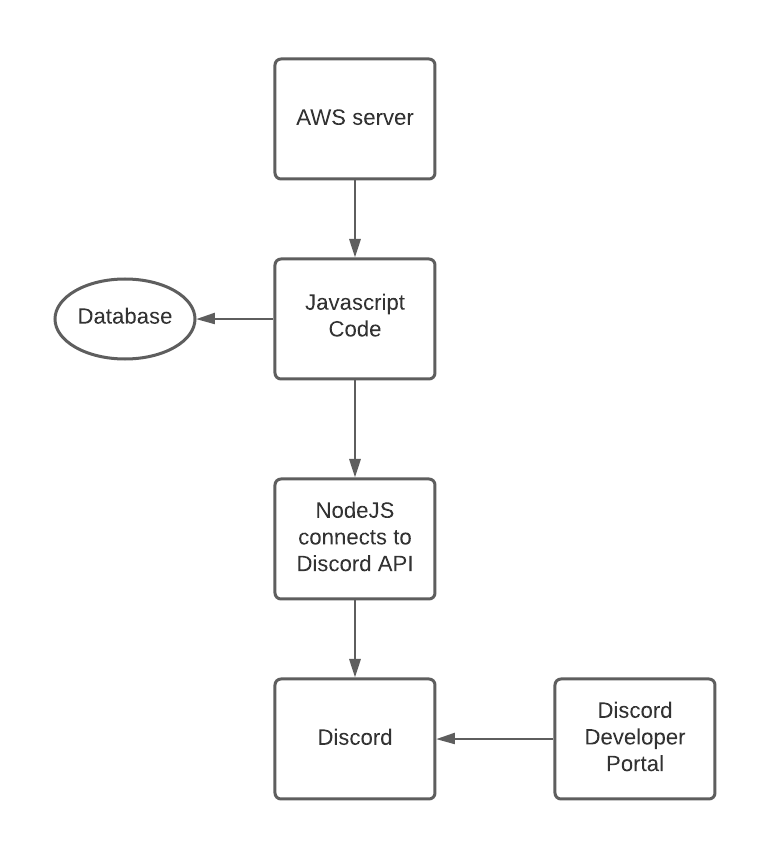 AWS server
Javascript
Code
Database
NodeJS
connects to
Discord API
Discord
Discord
Developer
Portal